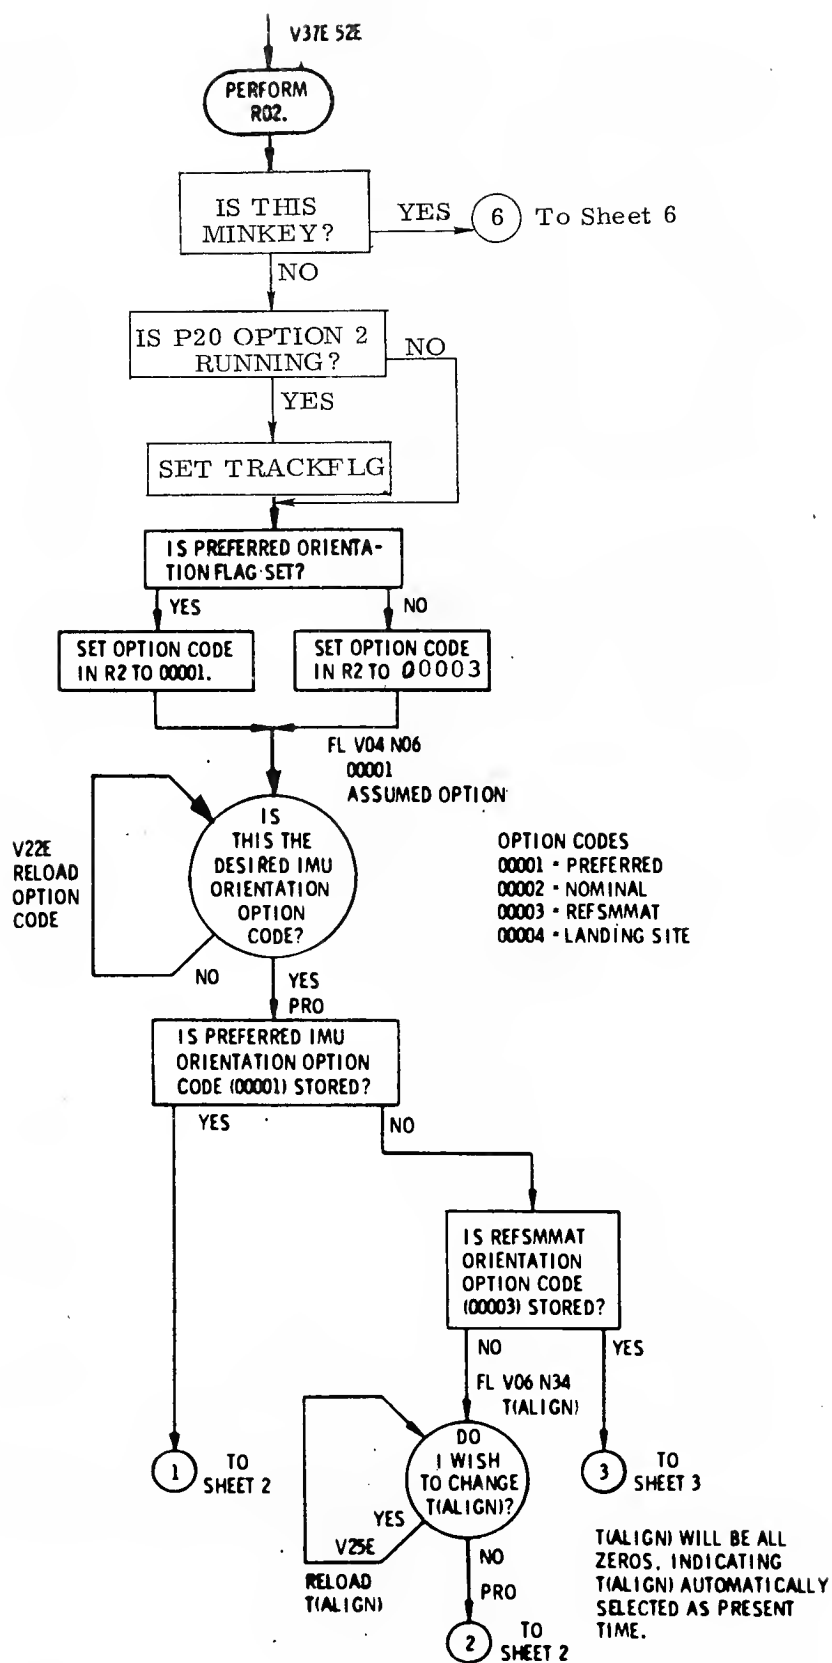 V37E 52E
PERFORM
R02.
IS THIS
MINKEY?
YES
6 To Sheet 6
NO
IS P20 OPTION 2
RUNNING?
NO
YES
SET TRACKFLG
IS PREFERRED ORIENTA-
TION FLAG SET?
YES
NO
SET OPTION CODE
IN R2 TO 00001.
SET OPTION CODE
IN R2 TO 00003
FL V04 N06
00001
ASSUMED OPTION
IS
THIS THE
DESIRED IMU
ORIENTATION
OPTION
CODE?
V22E
RELOAD
OPTION
CODE
NO
YES
PRO
OPTION CODES
00001 - PREFERRED
00002 - NOMINAL
00003 - REFSMMAT
00004 - LANDING SITE
IS PREFERRED IMU
ORIENTATION OPTION
CODE (00001) STORED?
YES
NO
IS REFSMMAT
ORIENTATION
OPTION CODE
(00003) STORED?
NO
YES
FL V06 N34
T(ALIGN)
DO
I WISH
TO CHANGE
T(ALIGN)?
YES
V25E
RELOAD
T(ALIGN)
NO
PRO
1 TO
SHEET 2
3 TO
SHEET 3
2 TO
SHEET 2
T(ALIGN) WILL BE ALL
ZEROS, INDICATING
T(ALIGN) AUTOMATICALLY
SELECTED AS PRESENT
TIME.